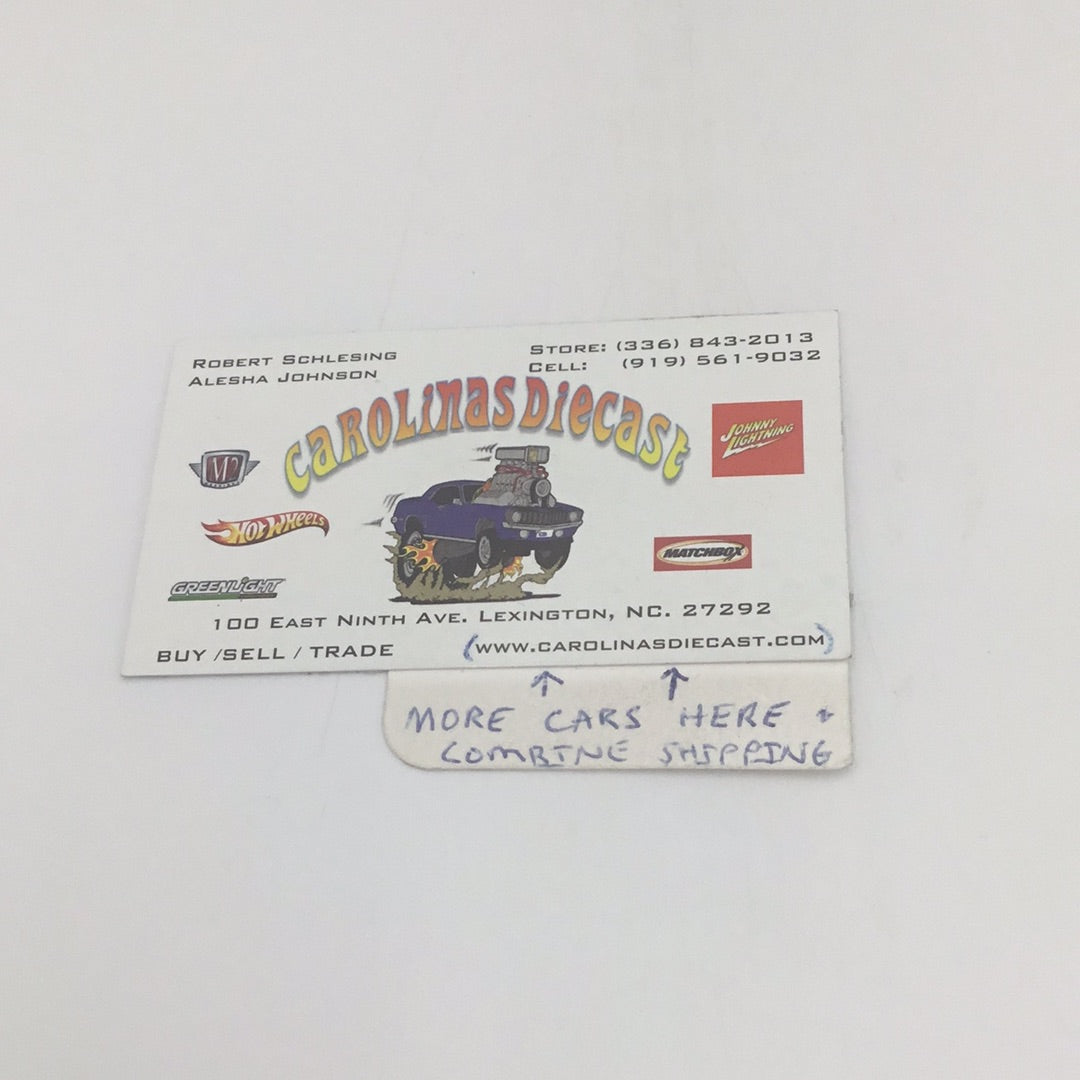 ROBERT SCHLESING
ALESHA JOHNSON
STORE: (336) 843-2013
CELL: (919) 561-9032
CAROLINAS DIECAST
M2
JOHNNY
LIGHTNING
HOT WHEELS
MATCHBOX
GREENLIGHT
100 EAST NINTH AVE. LEXINGTON, NC. 27292
BUY /SELL / TRADE
(WWW.CAROLINASDIECAST.COM)
↑ ↑
MORE CARS HERE +
COMBINE SHIPPING